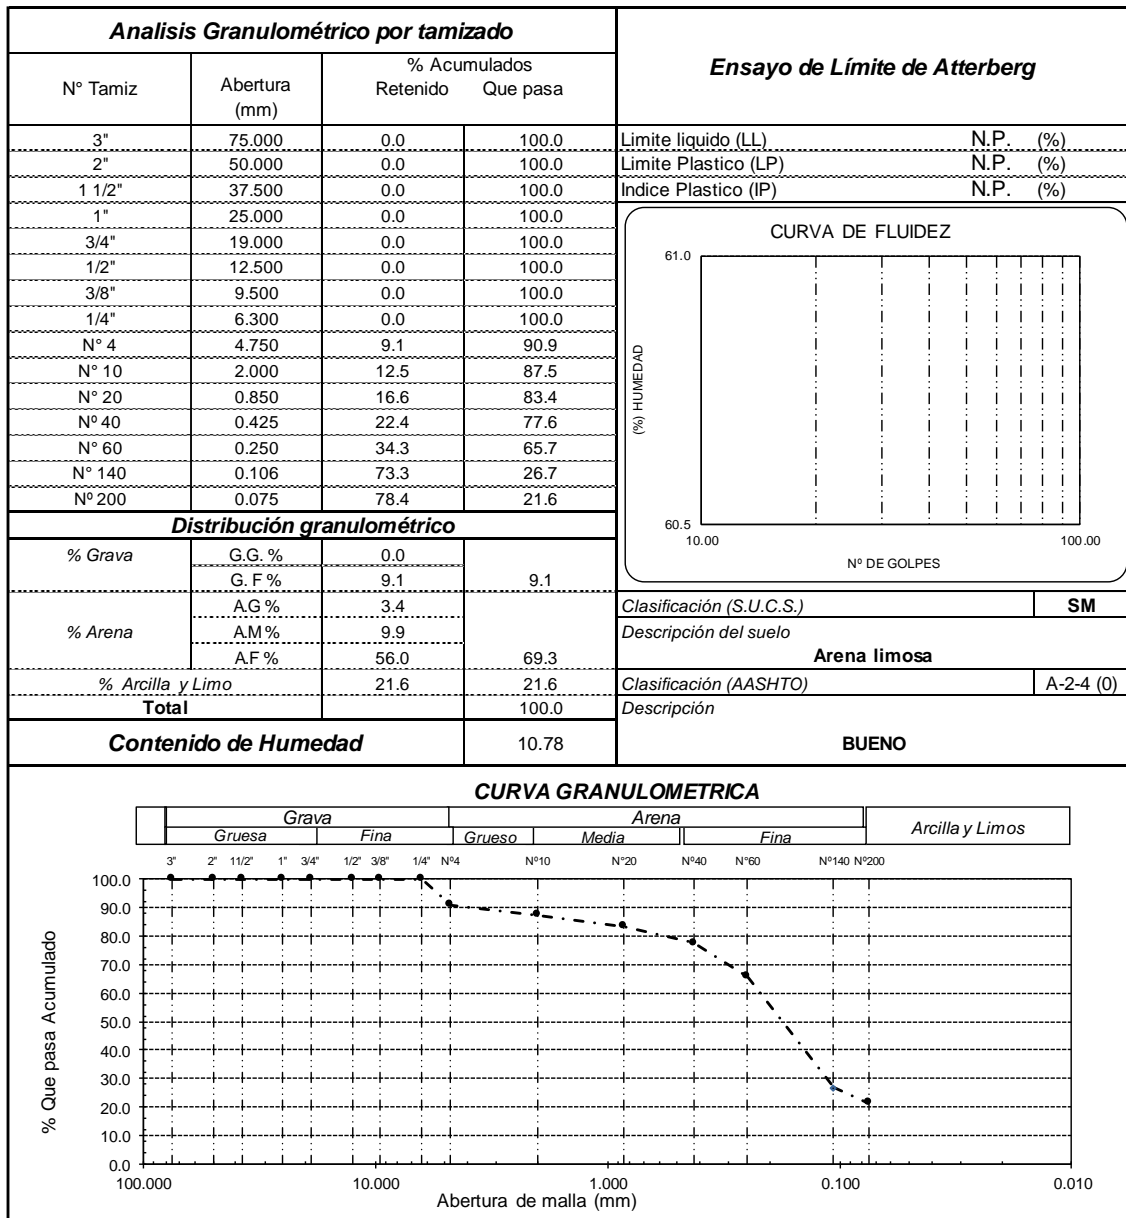 Analisis Granulométrico por tamizado
N° Tamiz Abertura (mm) % Acumulados Retenido Que pasa
3" 75.000 0.0 100.0
2" 50.000 0.0 100.0
1 1/2" 37.500 0.0 100.0
1" 25.000 0.0 100.0
3/4" 19.000 0.0 100.0
1/2" 12.500 0.0 100.0
3/8" 9.500 0.0 100.0
1/4" 6.300 0.0 100.0
N° 4 4.750 9.1 90.9
N° 10 2.000 12.5 87.5
N° 20 0.850 16.6 83.4
Nº 40 0.425 22.4 77.6
N° 60 0.250 34.3 65.7
N° 140 0.106 73.3 26.7
Nº 200 0.075 78.4 21.6
Distribución granulométrico
% Grava G.G. % 0.0
G. F % 9.1 9.1
A.G % 3.4
% Arena A.M % 9.9
A.F % 56.0 69.3
% Arcilla y Limo 21.6 21.6
Total 100.0
Contenido de Humedad 10.78
Ensayo de Límite de Atterberg
Limite liquido (LL) N.P. (%)
Limite Plastico (LP) N.P. (%)
Indice Plastico (IP) N.P. (%)
CURVA DE FLUIDEZ
61.0
(%) HUMEDAD
60.5
10.00 100.00
Nº DE GOLPES
Clasificación (S.U.C.S.) SM
Descripción del suelo
Arena limosa
Clasificación (AASHTO) A-2-4 (0)
Descripción
BUENO
CURVA GRANULOMETRICA
Grava Arena Arcilla y Limos
Gruesa Fina Grueso Media Fina
3" 2" 11/2" 1" 3/4" 1/2" 3/8" 1/4" Nº4 Nº10 N°20 Nº40 N°60 Nº140 Nº200
% Que pasa Acumulado
100.0
90.0
80.0
70.0
60.0
50.0
40.0
30.0
20.0
10.0
0.0
100.000 10.000 1.000 0.100 0.010
Abertura de malla (mm)